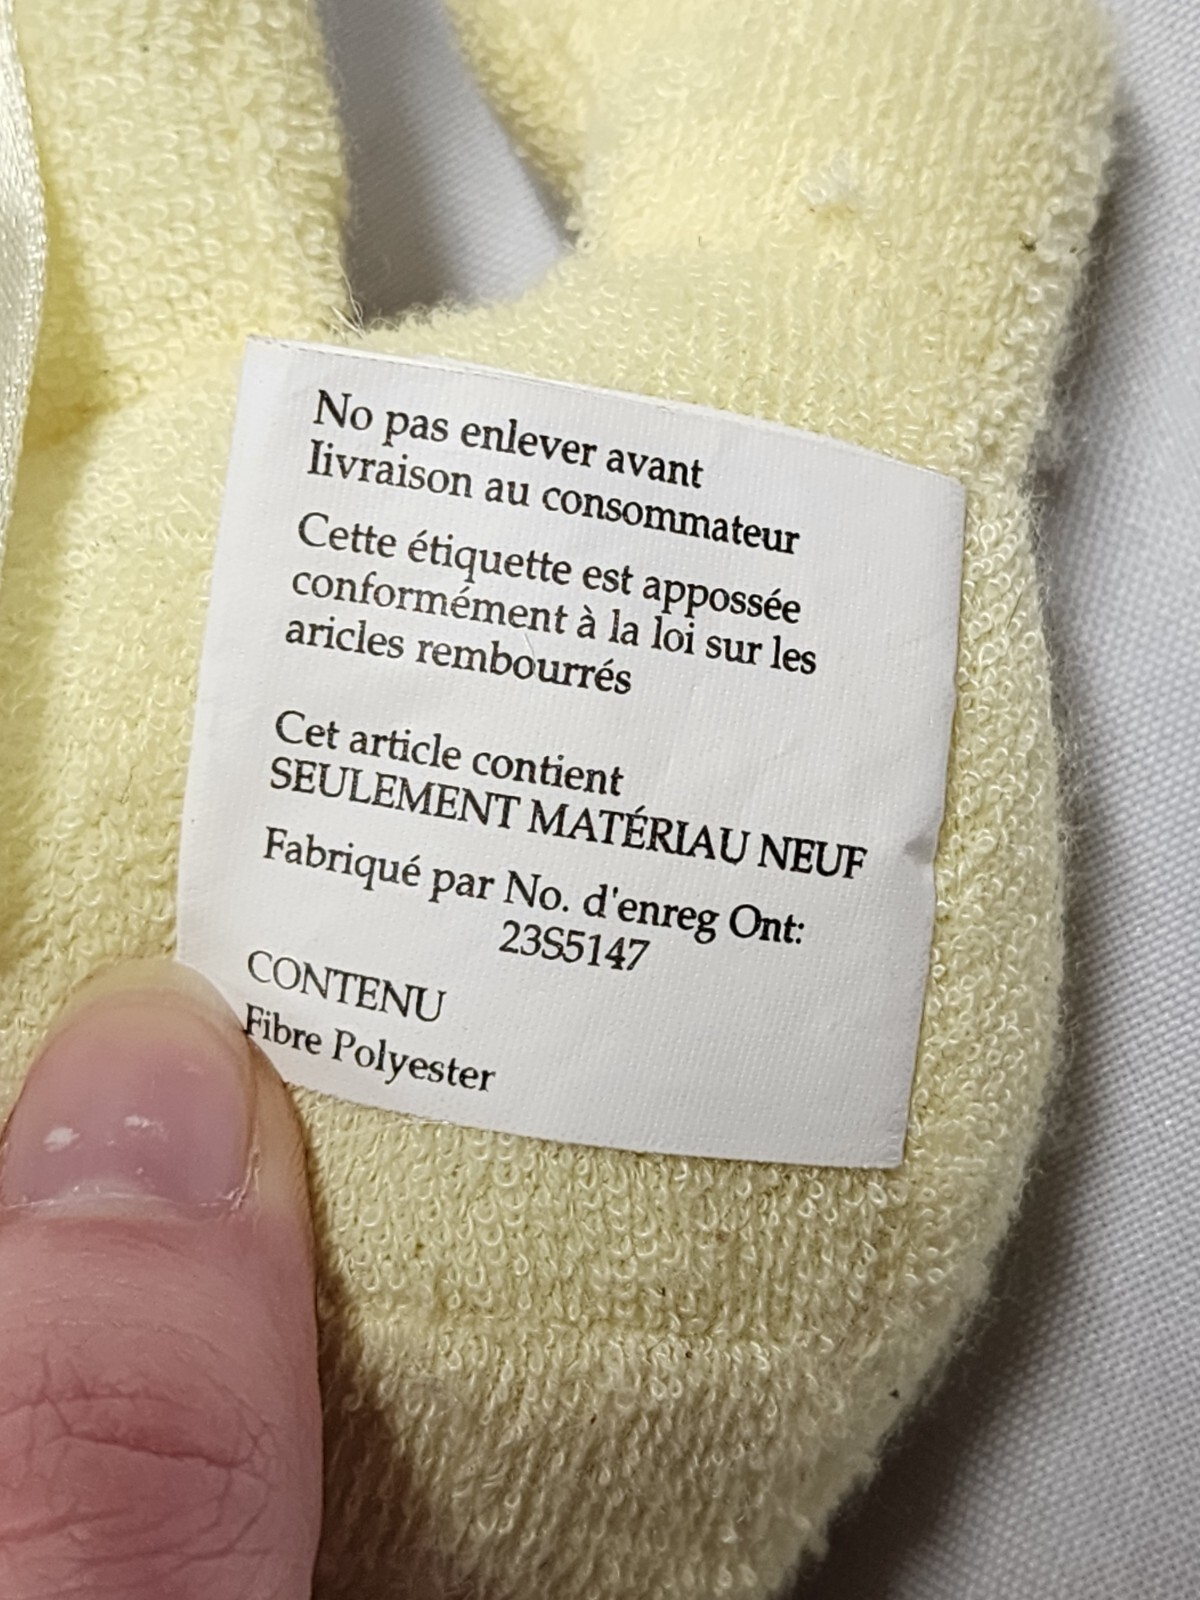 No pas enlever avant
livraison au consommateur
Cette étiquette est appossée
conformément à la loi sur les
aricles rembourrés
Cet article contient
SEULEMENT MATÉRIAU NEUF
Fabriqué par No. d'enreg Ont:
23S5147
CONTENU
Fibre Polyester